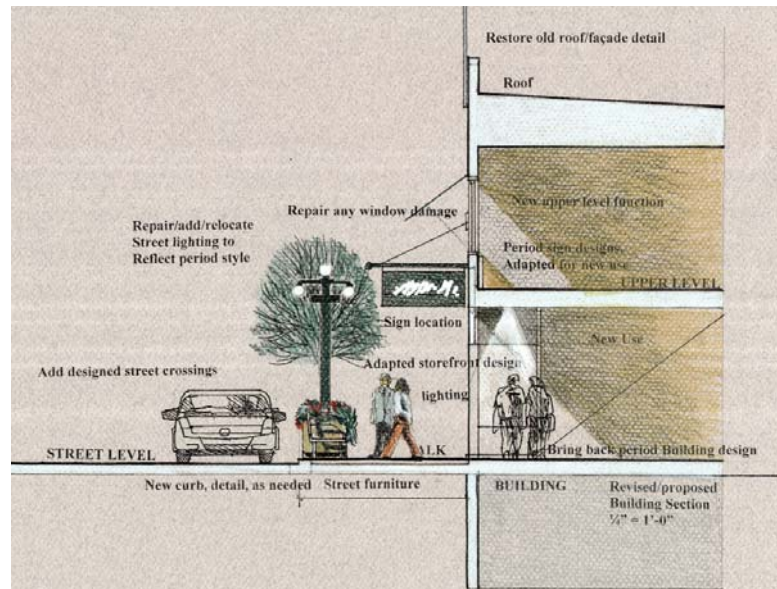 Restore old roof/façade detail
Roof
Repair any window damage
New upper level function
Repair/add/relocate
Street lighting to
Reflect period style
Period sign designs,
Adapted for new use
UPPER LEVEL
Sign location
New Use
Adapted storefront design
Add designed street crossings
lighting
STREET LEVEL
ALK
Bring back period Building design
New curb, detail, as needed
Street furniture
BUILDING
Revised/proposed
Building Section
¼” = 1’-0”